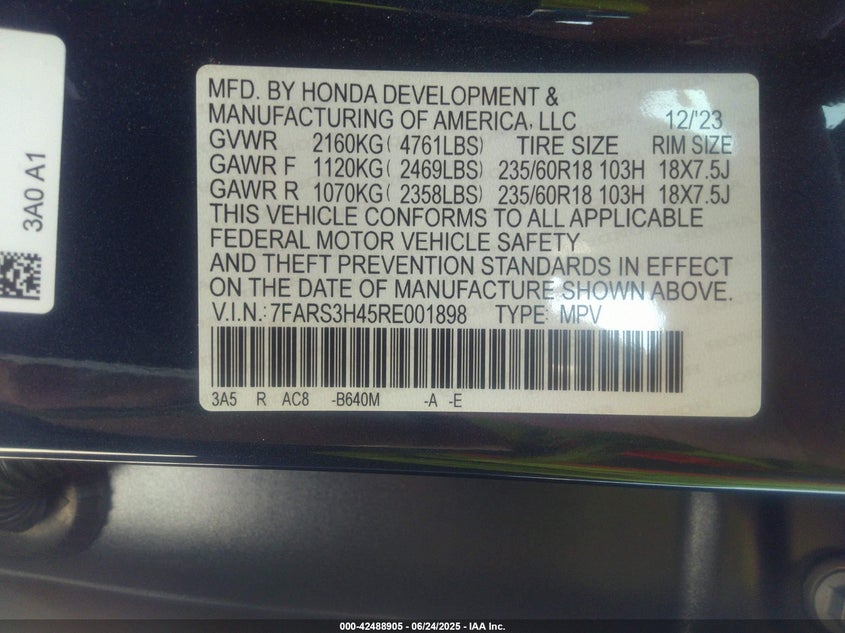 3A0 A1
MFD. BY HONDA DEVELOPMENT &
MANUFACTURING OF AMERICA, LLC 12/'23
GVWR 2160KG( 4761LBS) TIRE SIZE RIM SIZE
GAWR F 1120KG( 2469LBS) 235/60R18 103H 18X7.5J
GAWR R 1070KG( 2358LBS) 235/60R18 103H 18X7.5J
THIS VEHICLE CONFORMS TO ALL APPLICABLE
FEDERAL MOTOR VEHICLE SAFETY
AND THEFT PREVENTION STANDARDS IN EFFECT
ON THE DATE OF MANUFACTURE SHOWN ABOVE.
V.I.N.: 7FARS3H45RE001898 TYPE: MPV
3A5 R AC8 -B640M -A -E
000-42488905 - 06/24/2025 - IAA Inc.